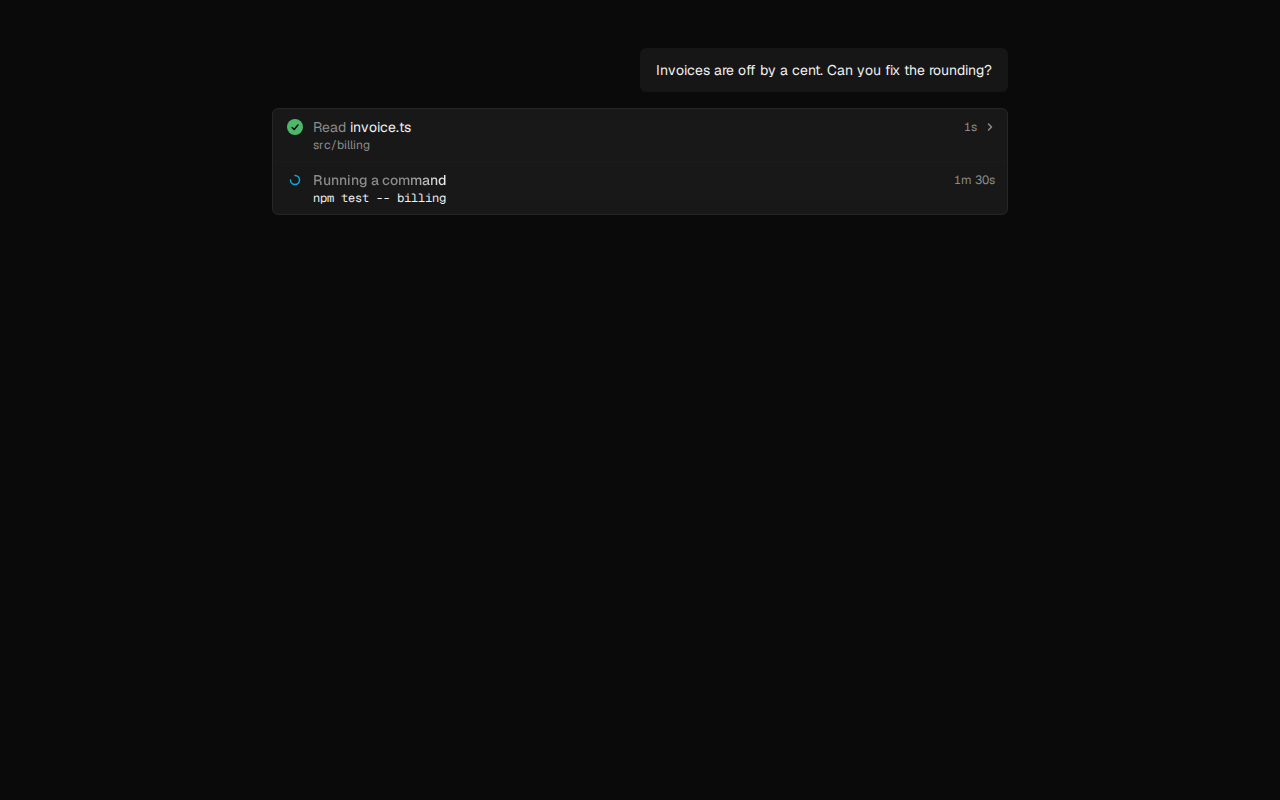 Invoices are off by a cent. Can you fix the rounding?
Read invoice.ts 1s
src/billing
Running a command 1m 30s
npm test -- billing